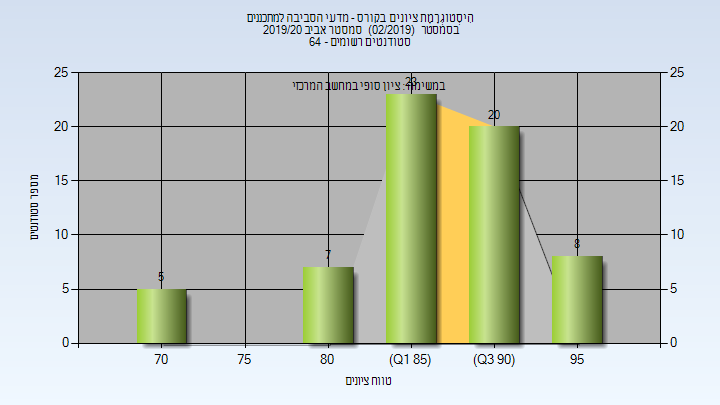 היסטוגרמת ציונים בקורס - מדעי הסביבה למתכננים
בסמסטר (02/2019) סמסטר אביב 2019/20
סטודנטים רשומים - 64
במשימה: ציון סופי במחשב המרכזי
25
20
15
10
5
0
25
20
15
10
5
0
מספר סטודנטים
5
7
23
20
8
70
75
80
(Q1 85)
(Q3 90)
95
טווח ציונים